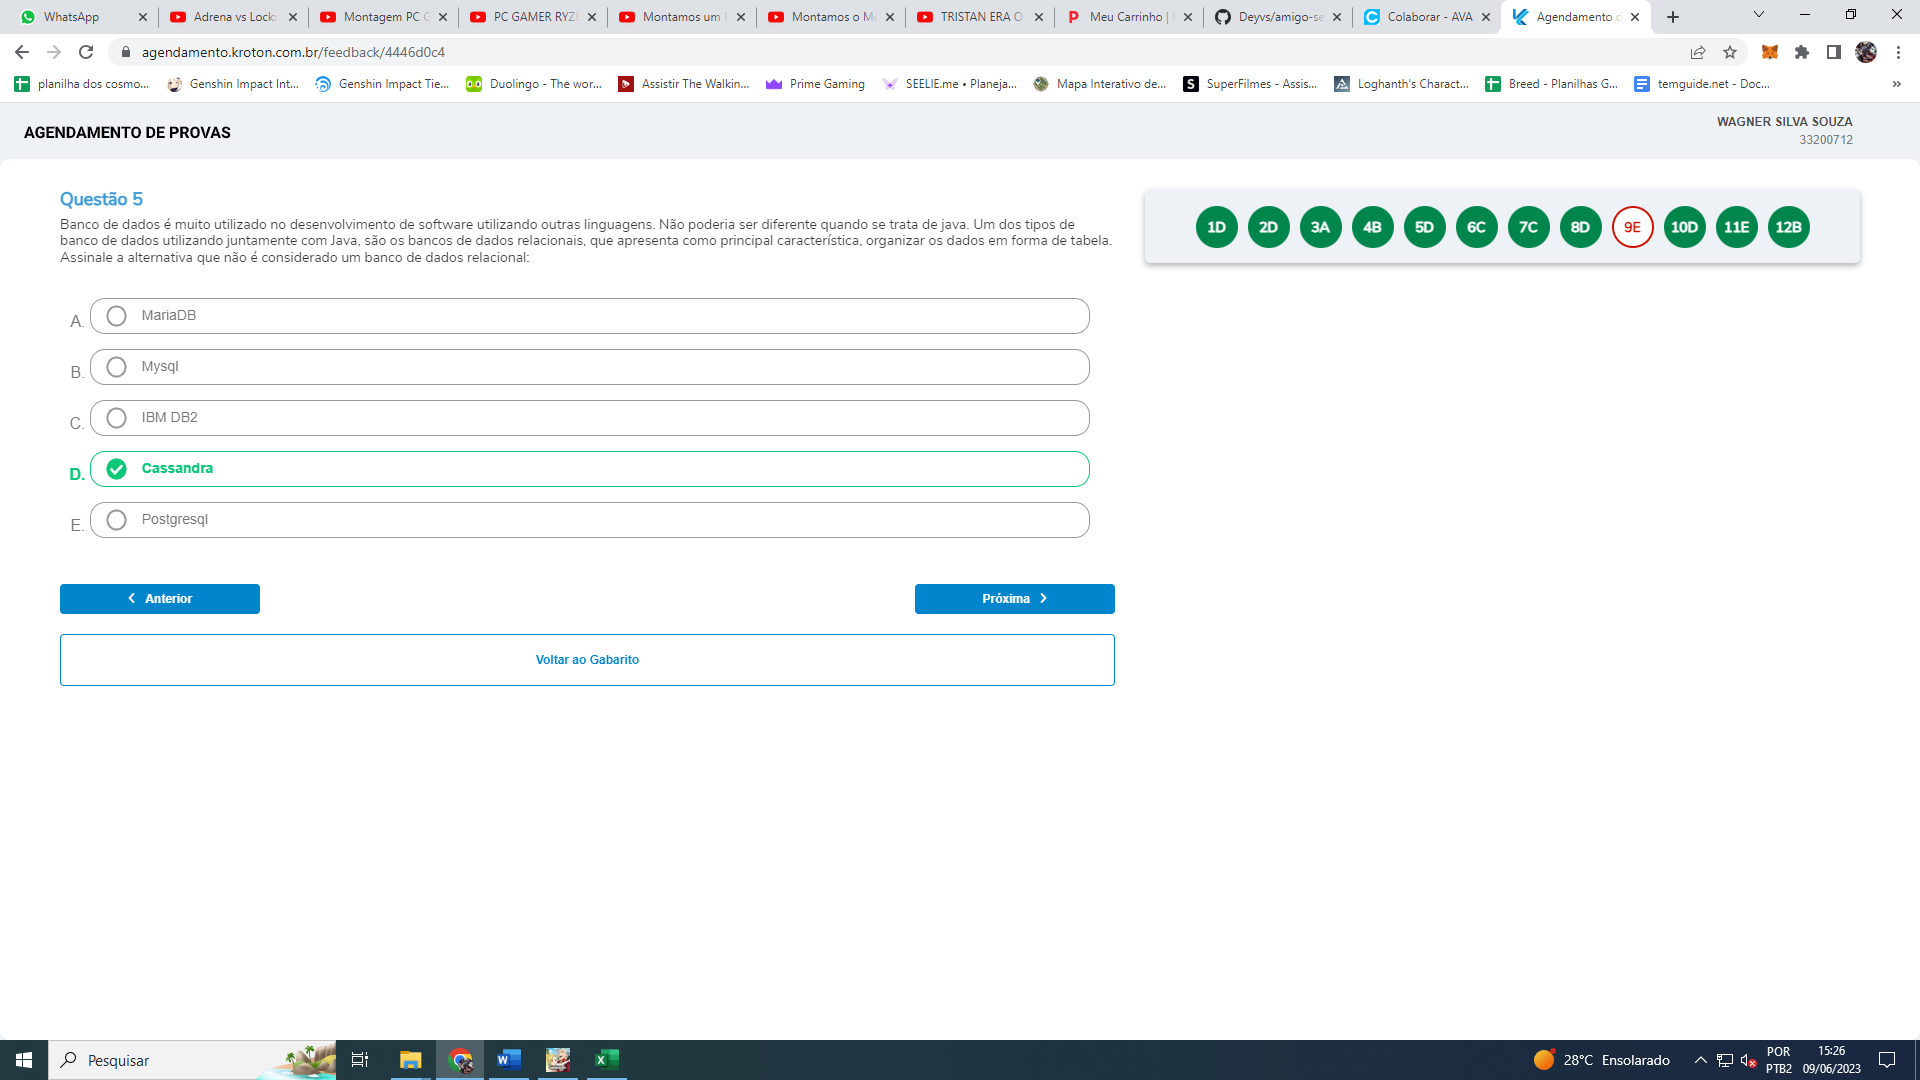 WhatsApp
Adrena vs Lock
Montagem PC G
PC GAMER RYZE
Montamos um F
Montamos o Me
TRISTAN ERA O
Meu Carrinho |
Deyvs/amigo-se
Colaborar - AVA
Agendamento d
agendamento.kroton.com.br/feedback/4446d0c4
planilha dos cosmo...
Genshin Impact Int...
Genshin Impact Tie...
Duolingo - The wor...
Assistir The Walkin...
Prime Gaming
SEELIE.me • Planeja...
Mapa Interativo de...
SuperFilmes - Assis...
Loghanth's Charact...
Breed - Planilhas G...
temguide.net - Doc...
»
AGENDAMENTO DE PROVAS
WAGNER SILVA SOUZA
33200712
Questão 5
Banco de dados é muito utilizado no desenvolvimento de software utilizando outras linguagens. Não poderia ser diferente quando se trata de java. Um dos tipos de
banco de dados utilizando juntamente com Java, são os bancos de dados relacionais, que apresenta como principal característica, organizar os dados em forma de tabela.
Assinale a alternativa que não é considerado um banco de dados relacional:
1D 2D 3A 4B 5D 6C 7C 8D 9E 10D 11E 12B
A. MariaDB
B. Mysql
C. IBM DB2
D. Cassandra
E. Postgresql
Anterior
Próxima
Voltar ao Gabarito
Pesquisar
28°C Ensolarado
POR
PTB2
15:26
09/06/2023